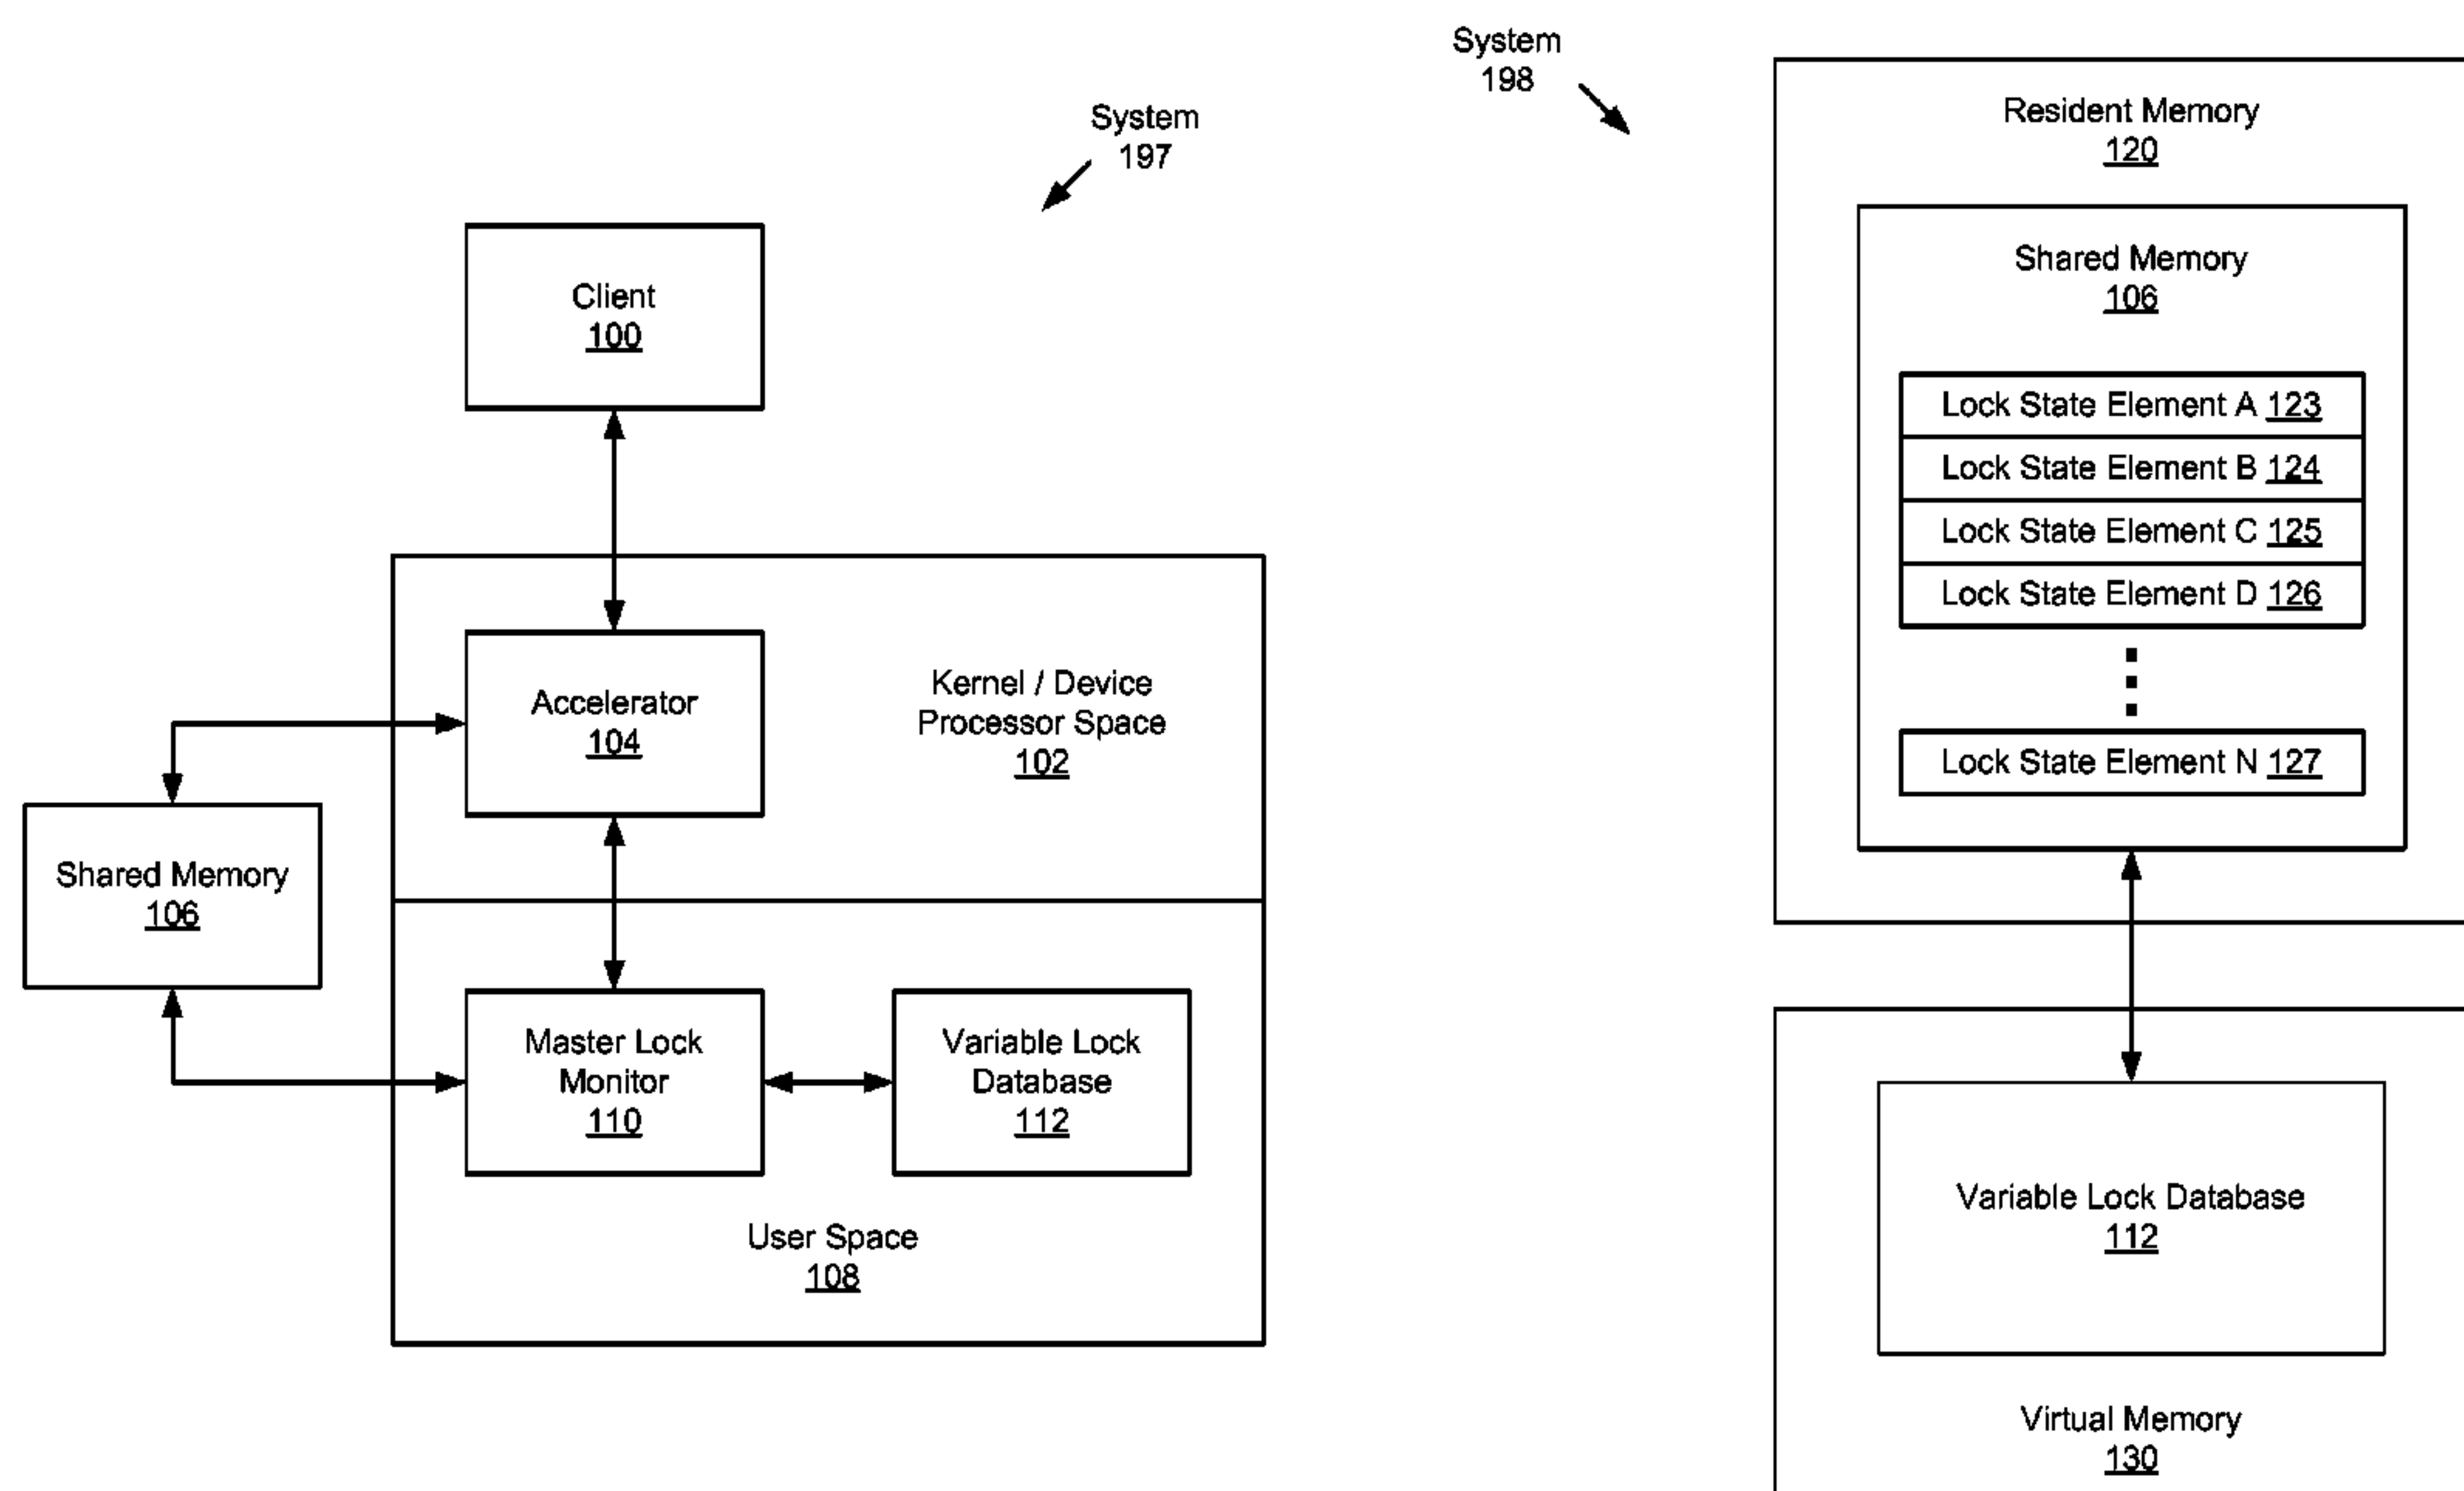 System
197
Client
100
Accelerator
104
Kernel / Device
Processor Space
102
Shared Memory
106
Master Lock
Monitor
110
Variable Lock
Database
112
User Space
108
System
198
Resident Memory
120
Shared Memory
106
Lock State Element A 123
Lock State Element B 124
Lock State Element C 125
Lock State Element D 126
Lock State Element N 127
Variable Lock Database
112
Virtual Memory
130